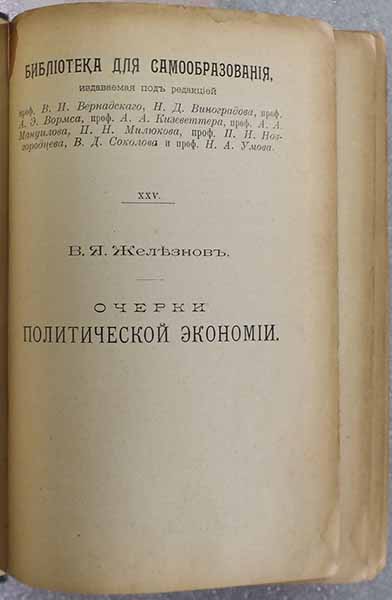 БИБЛІОТЕКА ДЛЯ САМООБРАЗОВАНІЯ,
издаваемая подъ редакціей
проф. В. И. Вернадскаго, Н. Д. Виноградова, проф.
А. Э. Вормса, проф. А. А. Кизеветтера, проф. А. А.
Мануилова, П. Н. Милюкова, проф. П. И. Нов-
городцева, В. Д. Соколова и проф. Н. А. Умова.
XXV.
В. Я. Желѣзновъ.
ОЧЕРКИ
ПОЛИТИЧЕСКОЙ ЭКОНОМІИ.